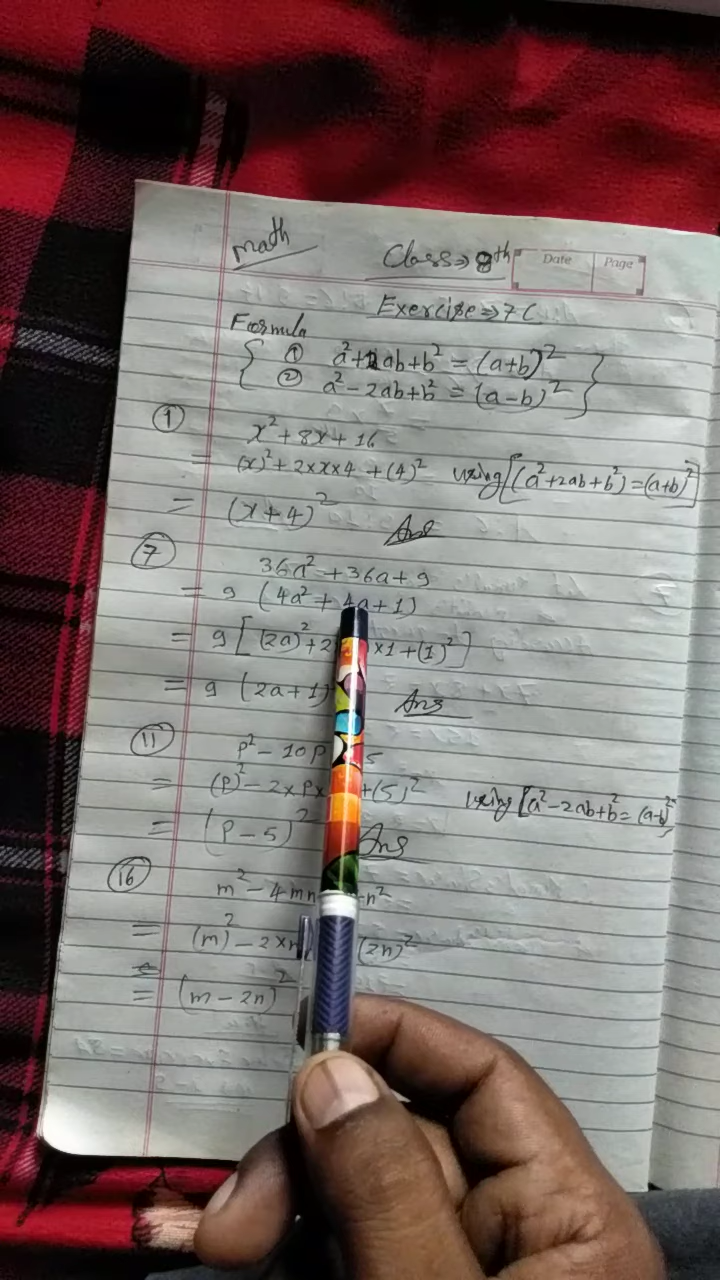 math
Class⇒ 8th
Date Page
Exercise⇒7C
Formula
① a²+2ab+b² = (a+b)²
② a²-2ab+b² = (a-b)²
① x²+8x+16
= (x)²+2×x×4+(4)² using[(a²+2ab+b²)=(a+b)²]
= (x+4)² Ans
⑦ 36a²+36a+9
= 9 (4a²+4a+1)
= 9[(2a)²+2 ×1+(1)²]
= 9 (2a+1) Ans
⑪ p²-10p 5
= (p)²-2×p× +(5)² using[a²-2ab+b²=(a-b)²
= (p-5)² Ans
⑯ m²-4mn n²
= (m)²-2× (2n)²
= (m-2n)²